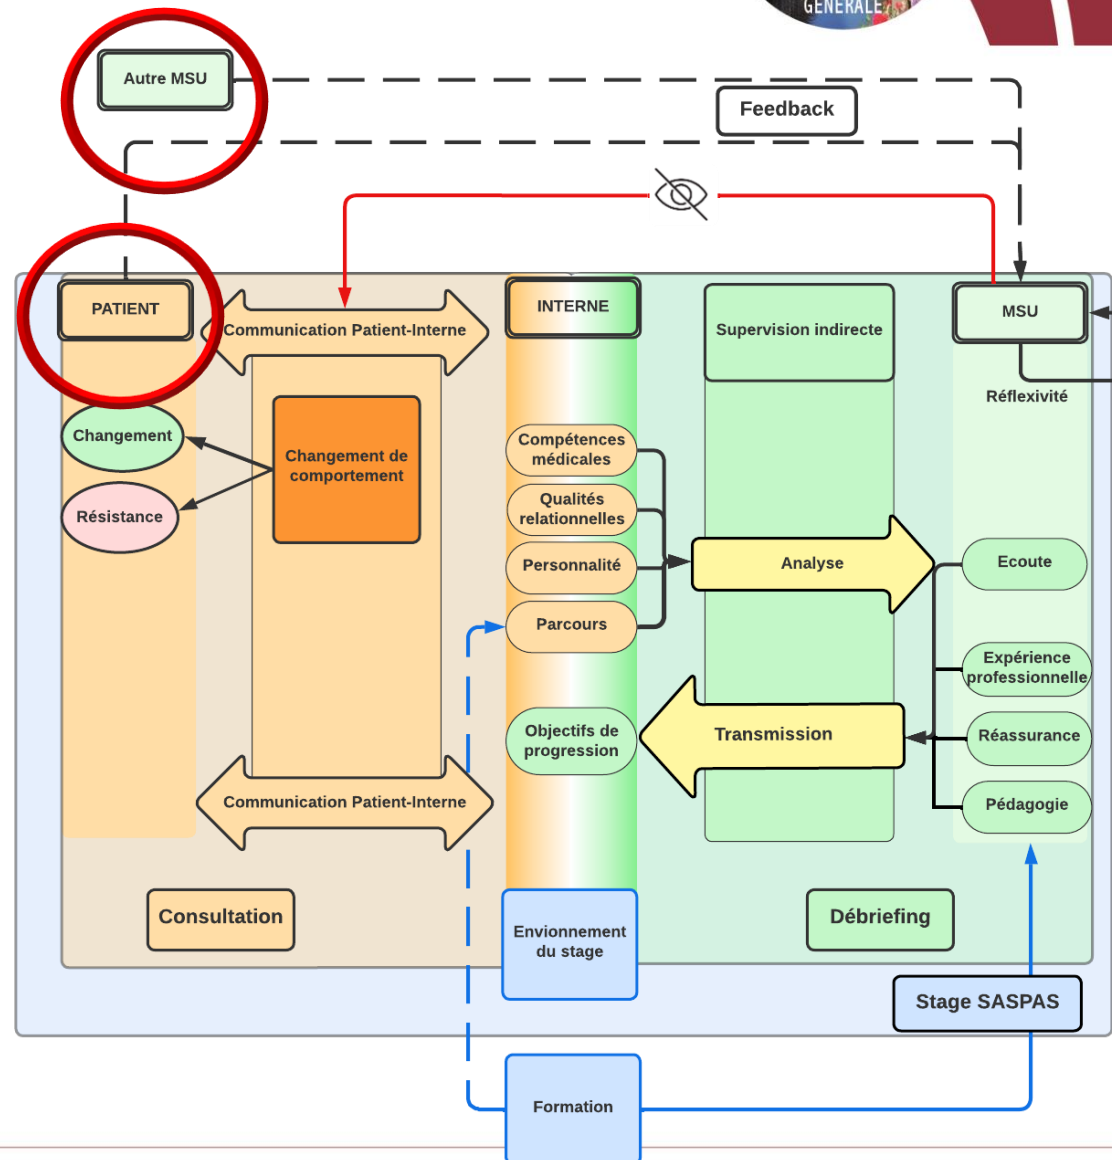 GENERALE
Autre MSU
Feedback
PATIENT
Communication Patient-Interne
INTERNE
Supervision indirecte
MSU
Réflexivité
Changement
Résistance
Changement de
comportement
Compétences
médicales
Qualités
relationnelles
Personnalité
Parcours
Analyse
Ecoute
Expérience
professionnelle
Objectifs de
progression
Transmission
Réassurance
Pédagogie
Communication Patient-Interne
Consultation
Envionnement
du stage
Débriefing
Stage SASPAS
Formation